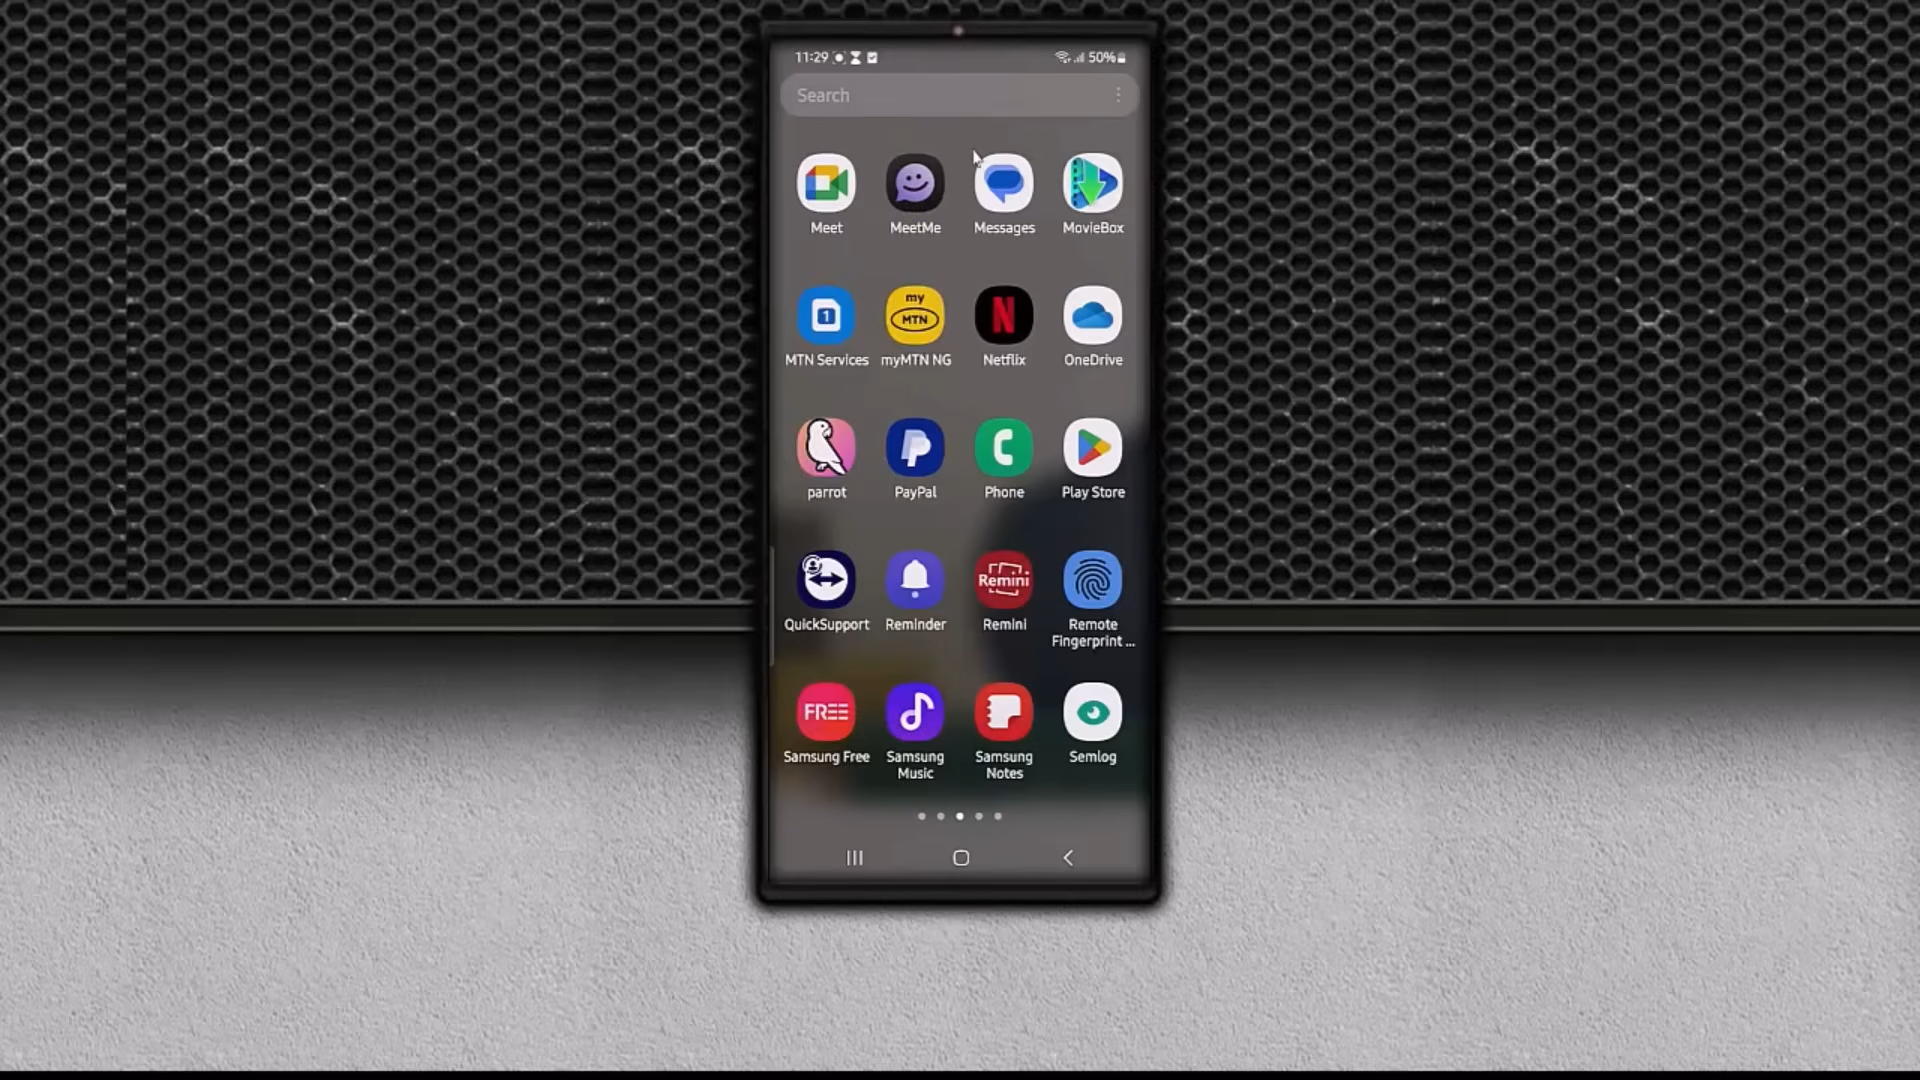 11:29
50%
Search
Meet
MeetMe
Messages
MovieBox
1
my
MTN
N
MTN Services
myMTN NG
Netflix
OneDrive
parrot
PayPal
Phone
Play Store
Remini
QuickSupport
Reminder
Remini
Remote
Fingerprint ...
FREE
Samsung Free
Samsung
Music
Samsung
Notes
Semlog